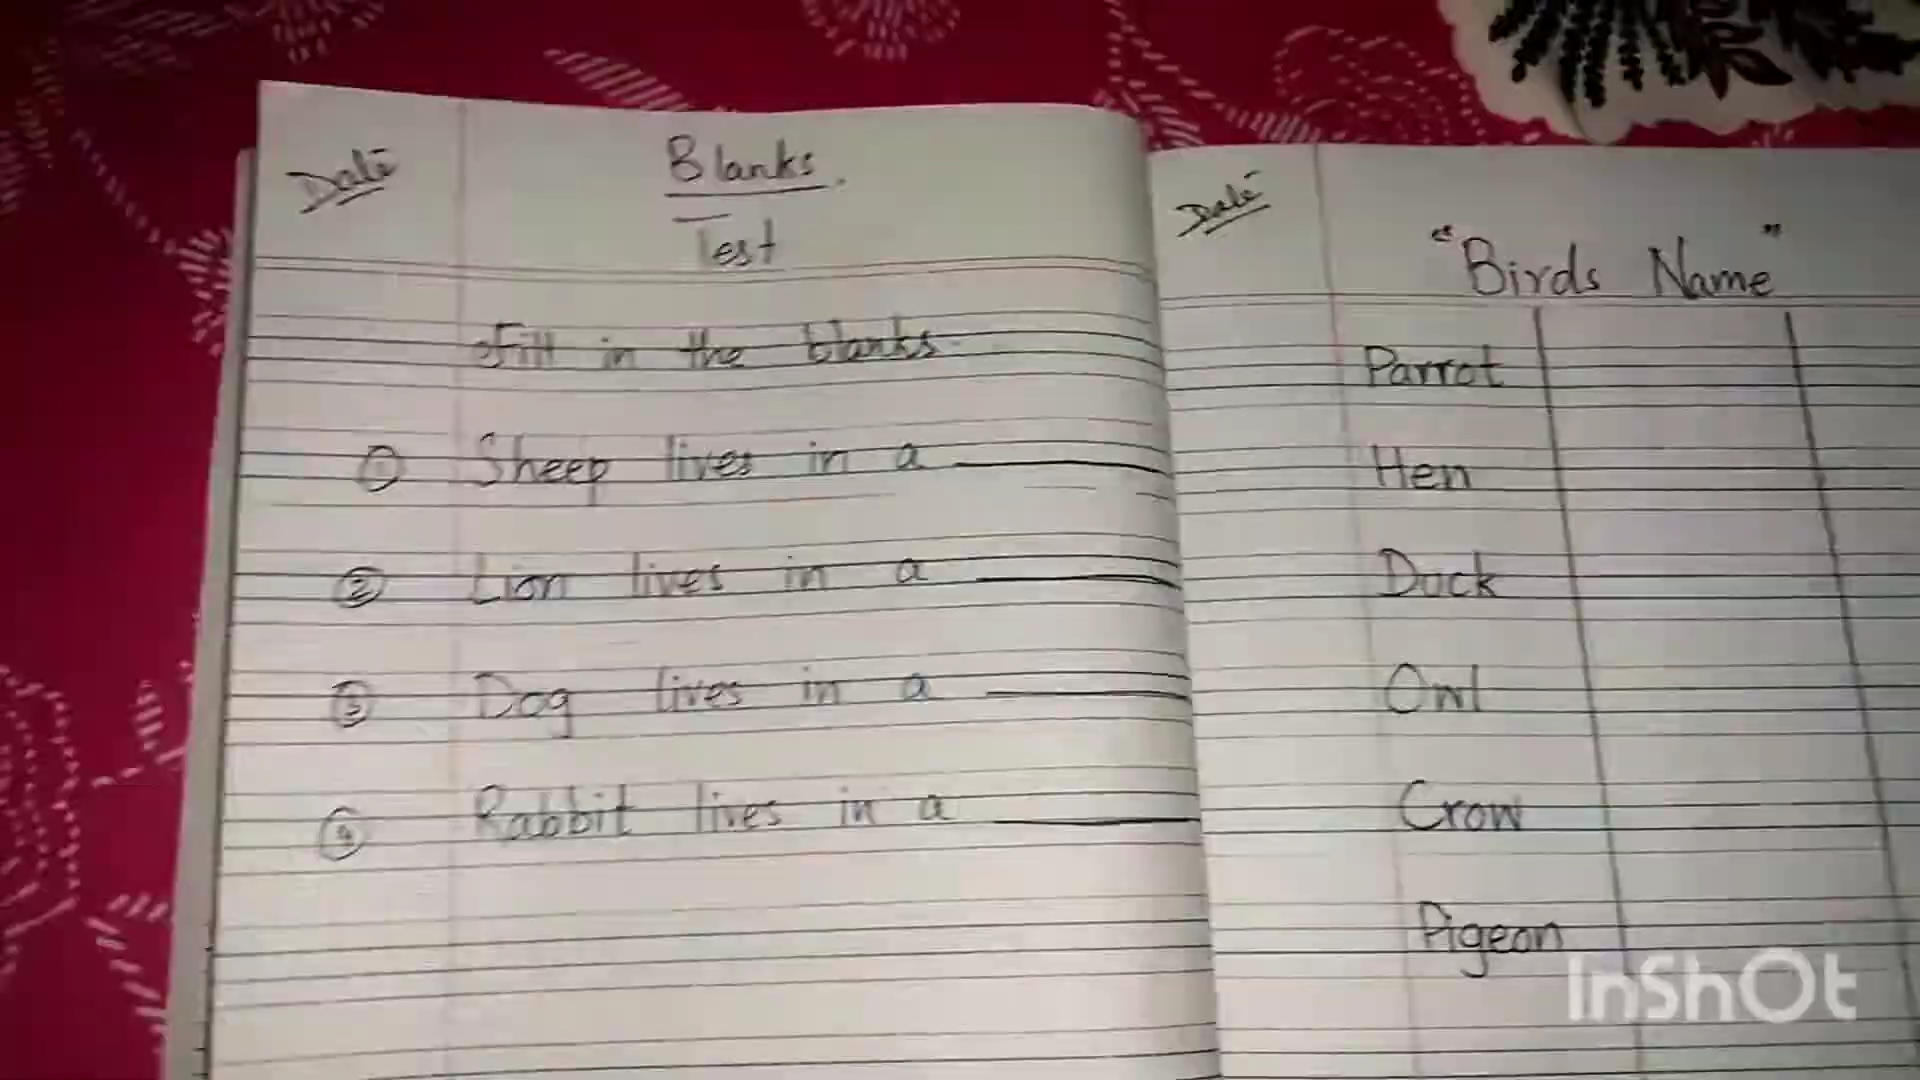 Date
Blanks.
Test
Fill in the blanks.
① Sheep lives in a
② Lion lives in a
③ Dog lives in a
④ Rabbit lives in a
Date
"Birds Name"
Parrot
Hen
Duck
Owl
Crow
Pigeon
InShOt